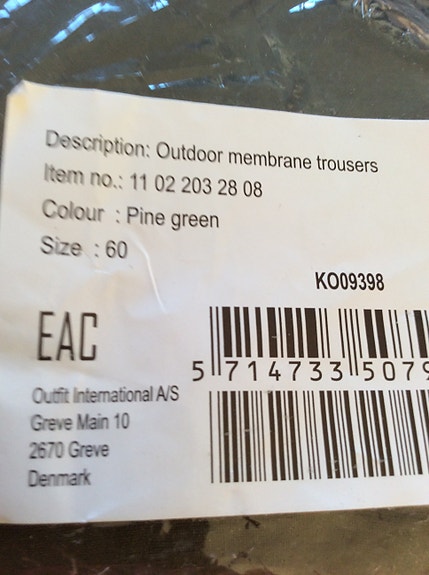 Description: Outdoor membrane trousers
Item no.: 11 02 203 28 08
Colour : Pine green
Size : 60
KO09398
EAC
5 714733 5079
Outfit International A/S
Greve Main 10
2670 Greve
Denmark